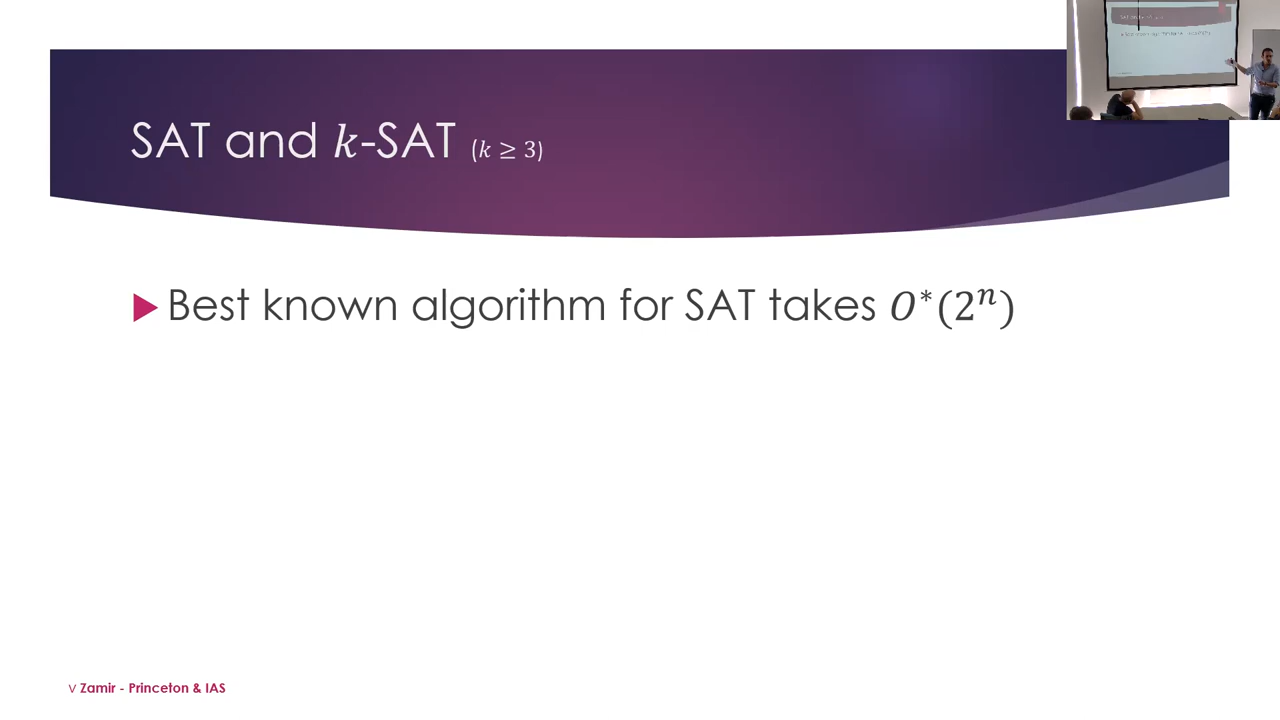 SAT and k-SAT (k ≥ 3)
Best known algorithm for SAT takes O*(2ⁿ)
v Zamir - Princeton & IAS